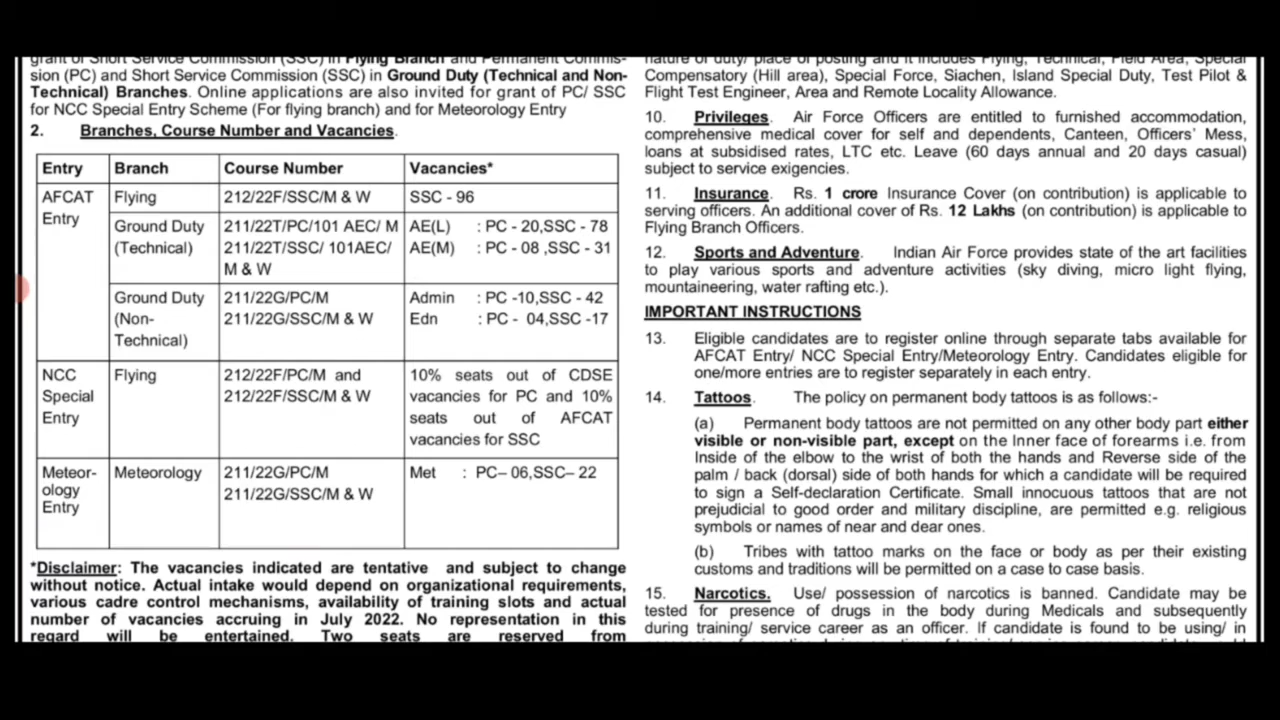 grant of Short Service Commission (SSC) in Flying Branch and Permanent Commis-
sion (PC) and Short Service Commission (SSC) in Ground Duty (Technical and Non-
Technical) Branches. Online applications are also invited for grant of PC/ SSC
for NCC Special Entry Scheme (For flying branch) and for Meteorology Entry
2. Branches, Course Number and Vacancies.
Entry Branch Course Number Vacancies*
AFCAT Entry Flying 212/22F/SSC/M & W SSC - 96
Ground Duty 211/22T/PC/101 AEC/ M AE(L) : PC - 20,SSC - 78
(Technical) 211/22T/SSC/ 101AEC/ AE(M) : PC - 08 ,SSC - 31
M & W
Ground Duty 211/22G/PC/M Admin : PC -10,SSC - 42
(Non- 211/22G/SSC/M & W Edn : PC - 04,SSC -17
Technical)
NCC Flying 212/22F/PC/M and 10% seats out of CDSE
Special 212/22F/SSC/M & W vacancies for PC and 10%
Entry seats out of AFCAT
vacancies for SSC
Meteor- Meteorology 211/22G/PC/M Met : PC– 06,SSC– 22
ology 211/22G/SSC/M & W
Entry
*Disclaimer: The vacancies indicated are tentative and subject to change
without notice. Actual intake would depend on organizational requirements,
various cadre control mechanisms, availability of training slots and actual
number of vacancies accruing in July 2022. No representation in this
regard will be entertained. Two seats are reserved from
nature of duty/ place of posting and it includes Flying, Technical, Field Area, Special
Compensatory (Hill area), Special Force, Siachen, Island Special Duty, Test Pilot &
Flight Test Engineer, Area and Remote Locality Allowance.
10. Privileges. Air Force Officers are entitled to furnished accommodation,
comprehensive medical cover for self and dependents, Canteen, Officers' Mess,
loans at subsidised rates, LTC etc. Leave (60 days annual and 20 days casual)
subject to service exigencies.
11. Insurance. Rs. 1 crore Insurance Cover (on contribution) is applicable to
serving officers. An additional cover of Rs. 12 Lakhs (on contribution) is applicable to
Flying Branch Officers.
12. Sports and Adventure. Indian Air Force provides state of the art facilities
to play various sports and adventure activities (sky diving, micro light flying,
mountaineering, water rafting etc.).
IMPORTANT INSTRUCTIONS
13. Eligible candidates are to register online through separate tabs available for
AFCAT Entry/ NCC Special Entry/Meteorology Entry. Candidates eligible for
one/more entries are to register separately in each entry.
14. Tattoos. The policy on permanent body tattoos is as follows:-
(a) Permanent body tattoos are not permitted on any other body part either
visible or non-visible part, except on the Inner face of forearms i.e. from
Inside of the elbow to the wrist of both the hands and Reverse side of the
palm / back (dorsal) side of both hands for which a candidate will be required
to sign a Self-declaration Certificate. Small innocuous tattoos that are not
prejudicial to good order and military discipline, are permitted e.g. religious
symbols or names of near and dear ones.
(b) Tribes with tattoo marks on the face or body as per their existing
customs and traditions will be permitted on a case to case basis.
15. Narcotics. Use/ possession of narcotics is banned. Candidate may be
tested for presence of drugs in the body during Medicals and subsequently
during training/ service career as an officer. If candidate is found to be using/ in